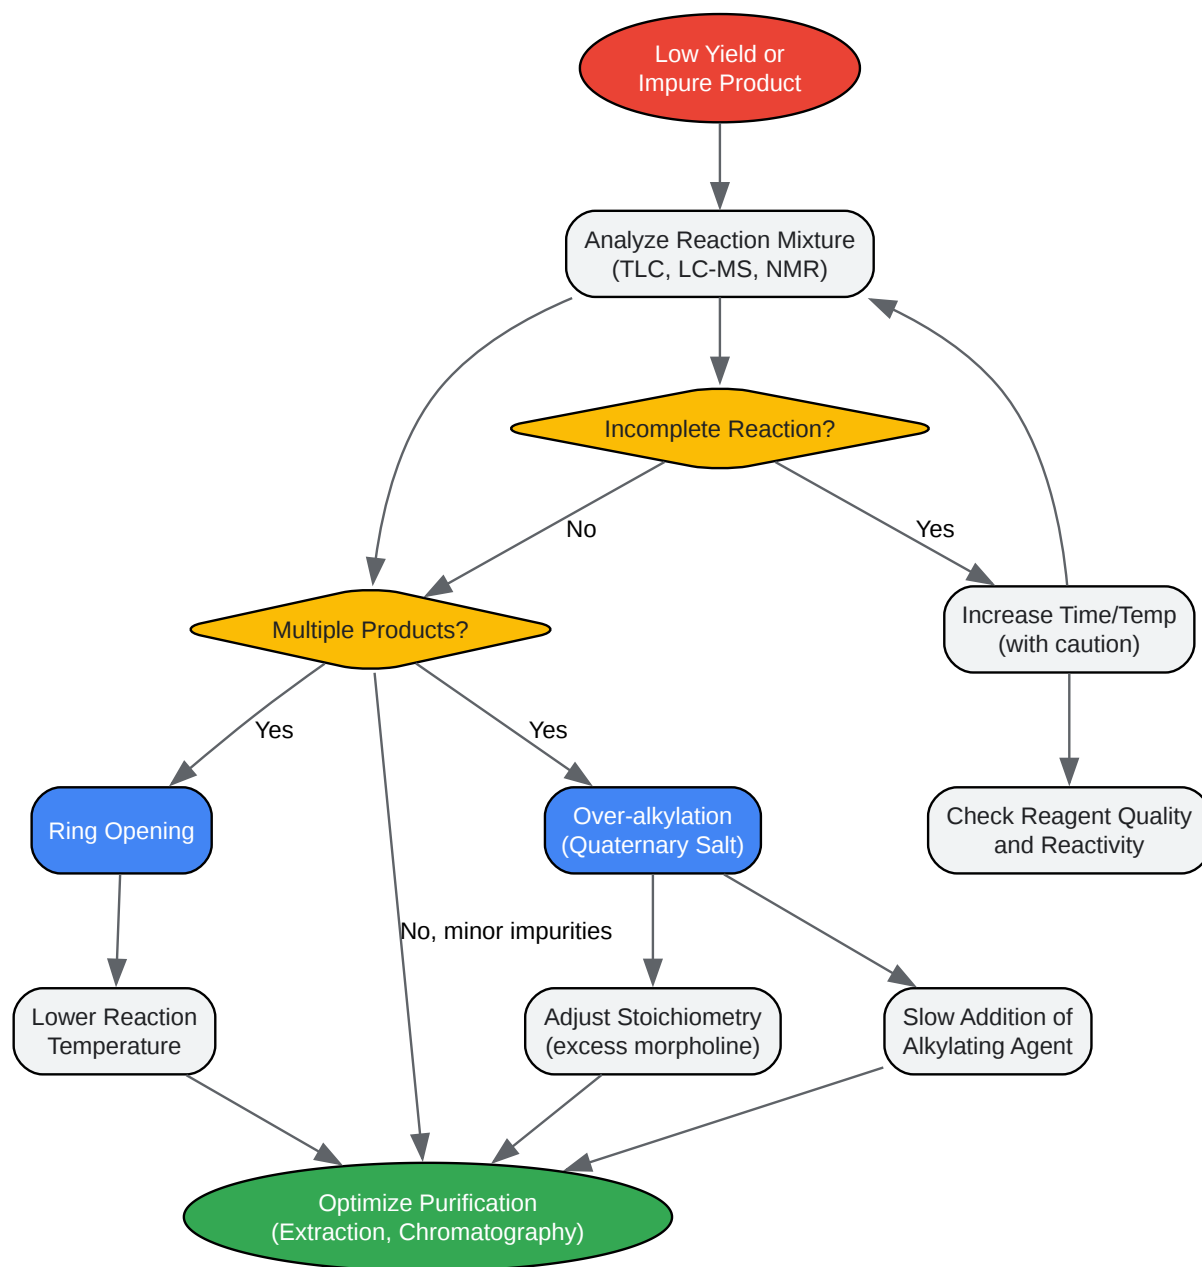 Low Yield or
Impure Product
Analyze Reaction Mixture
(TLC, LC-MS, NMR)
Incomplete Reaction?
No
Yes
Multiple Products?
Increase Time/Temp
(with caution)
Yes
Yes
Ring Opening
Over-alkylation
(Quaternary Salt)
Check Reagent Quality
and Reactivity
No, minor impurities
Lower Reaction
Temperature
Adjust Stoichiometry
(excess morpholine)
Slow Addition of
Alkylating Agent
Optimize Purification
(Extraction, Chromatography)